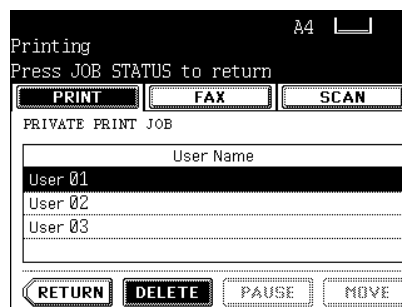 A4
Printing
Press JOB STATUS to return
PRINT FAX SCAN
PRIVATE PRINT JOB
User Name
User 01
User 02
User 03
RETURN DELETE PAUSE MOVE